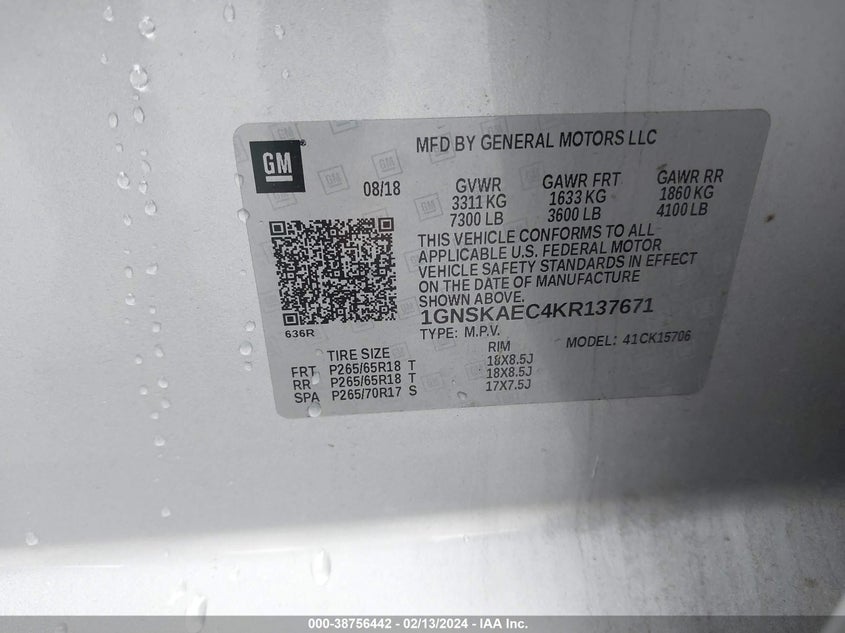 GM
MFD BY GENERAL MOTORS LLC
08/18
GVWR GAWR FRT GAWR RR
3311 KG 1633 KG 1860 KG
7300 LB 3600 LB 4100 LB
THIS VEHICLE CONFORMS TO ALL
APPLICABLE U.S. FEDERAL MOTOR
VEHICLE SAFETY STANDARDS IN EFFECT
ON THE DATE OF MANUFACTURE
SHOWN ABOVE.
1GNSKAEC4KR137671
636R
TYPE: M.P.V. MODEL: 41CK15706
TIRE SIZE RIM
FRT P265/65R18 T 18X8.5J
RR P265/65R18 T 18X8.5J
SPA P265/70R17 S 17X7.5J
000-38756442 - 02/13/2024 - IAA Inc.